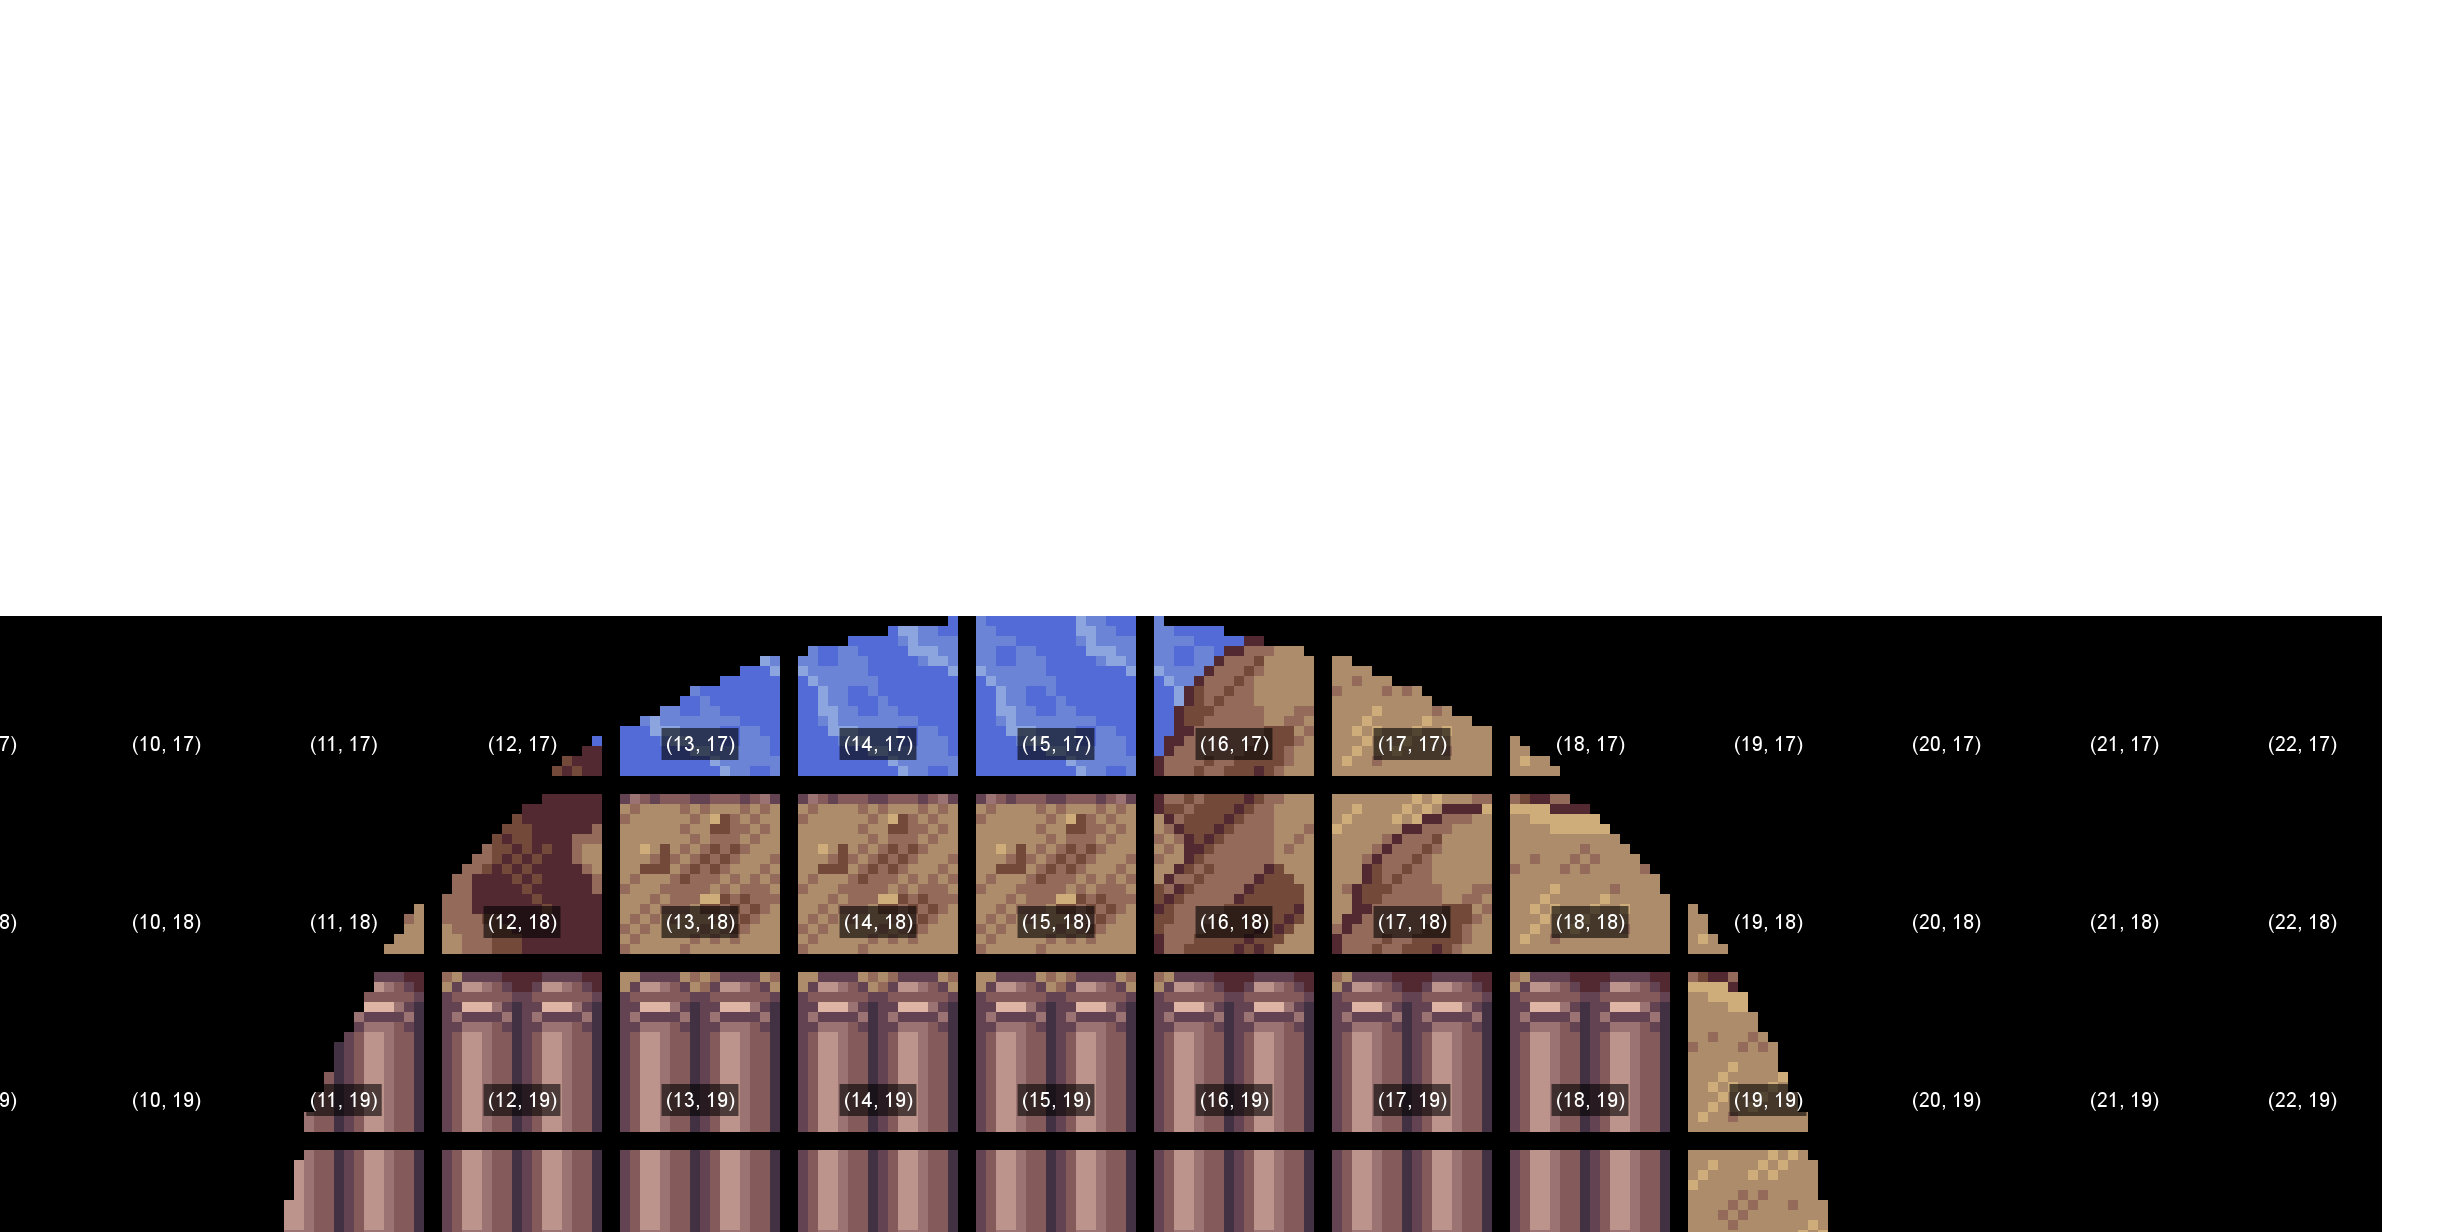 7) (10, 17) (11, 17) (12, 17) (13, 17) (14, 17) (15, 17) (16, 17) (17, 17) (18, 17) (19, 17) (20, 17) (21, 17) (22, 17)
8) (10, 18) (11, 18) (12, 18) (13, 18) (14, 18) (15, 18) (16, 18) (17, 18) (18, 18) (19, 18) (20, 18) (21, 18) (22, 18)
9) (10, 19) (11, 19) (12, 19) (13, 19) (14, 19) (15, 19) (16, 19) (17, 19) (18, 19) (19, 19) (20, 19) (21, 19) (22, 19)